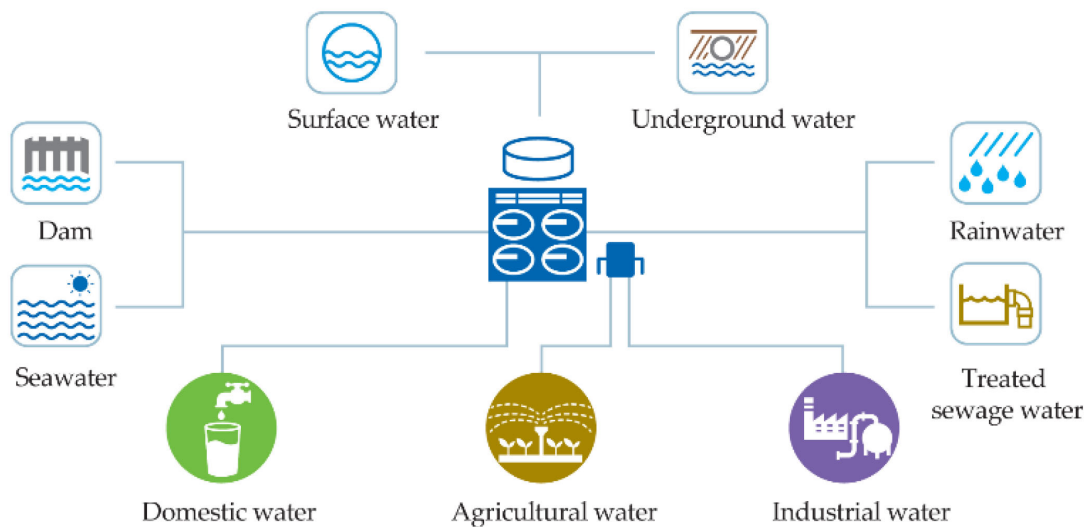 Surface water
Underground water
Dam
Rainwater
Seawater
Treated
sewage water
Domestic water
Agricultural water
Industrial water